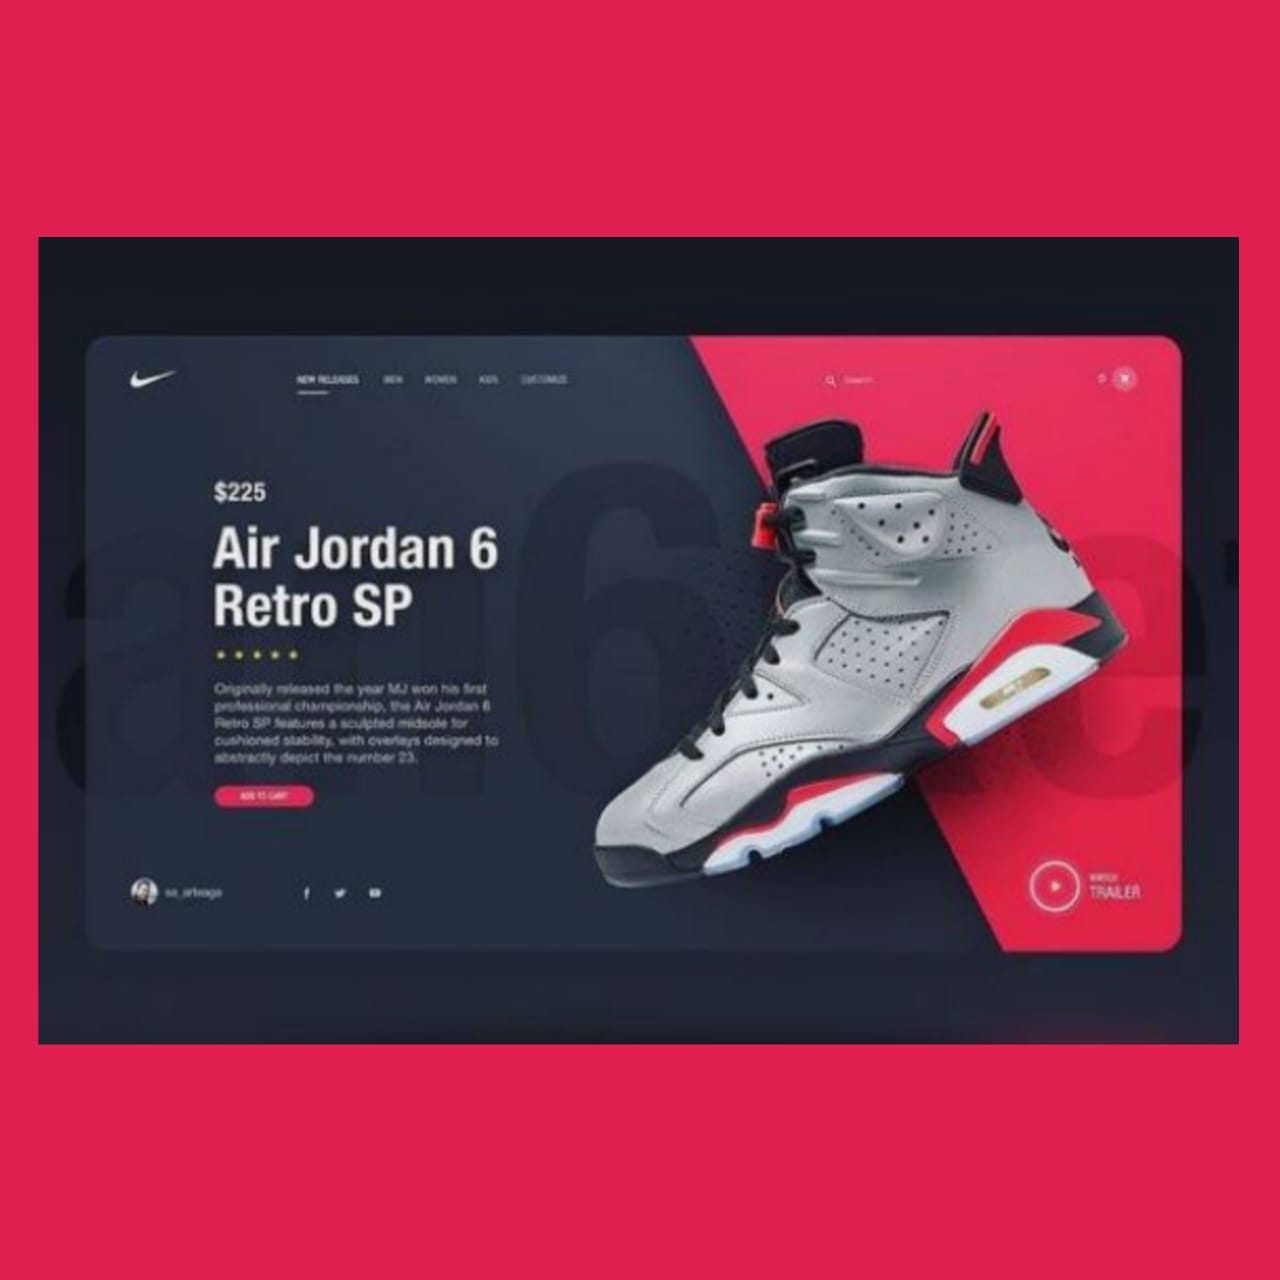 NEW RELEASES MEN WOMEN KIDS CUSTOMIZE
Search
0
$225
Air Jordan 6
Retro SP
Originally released the year MJ won his first
professional championship, the Air Jordan 6
Retro SP features a sculpted midsole for
cushioned stability, with overlays designed to
abstractly depict the number 23.
ADD TO CART
WATCH
TRAILER